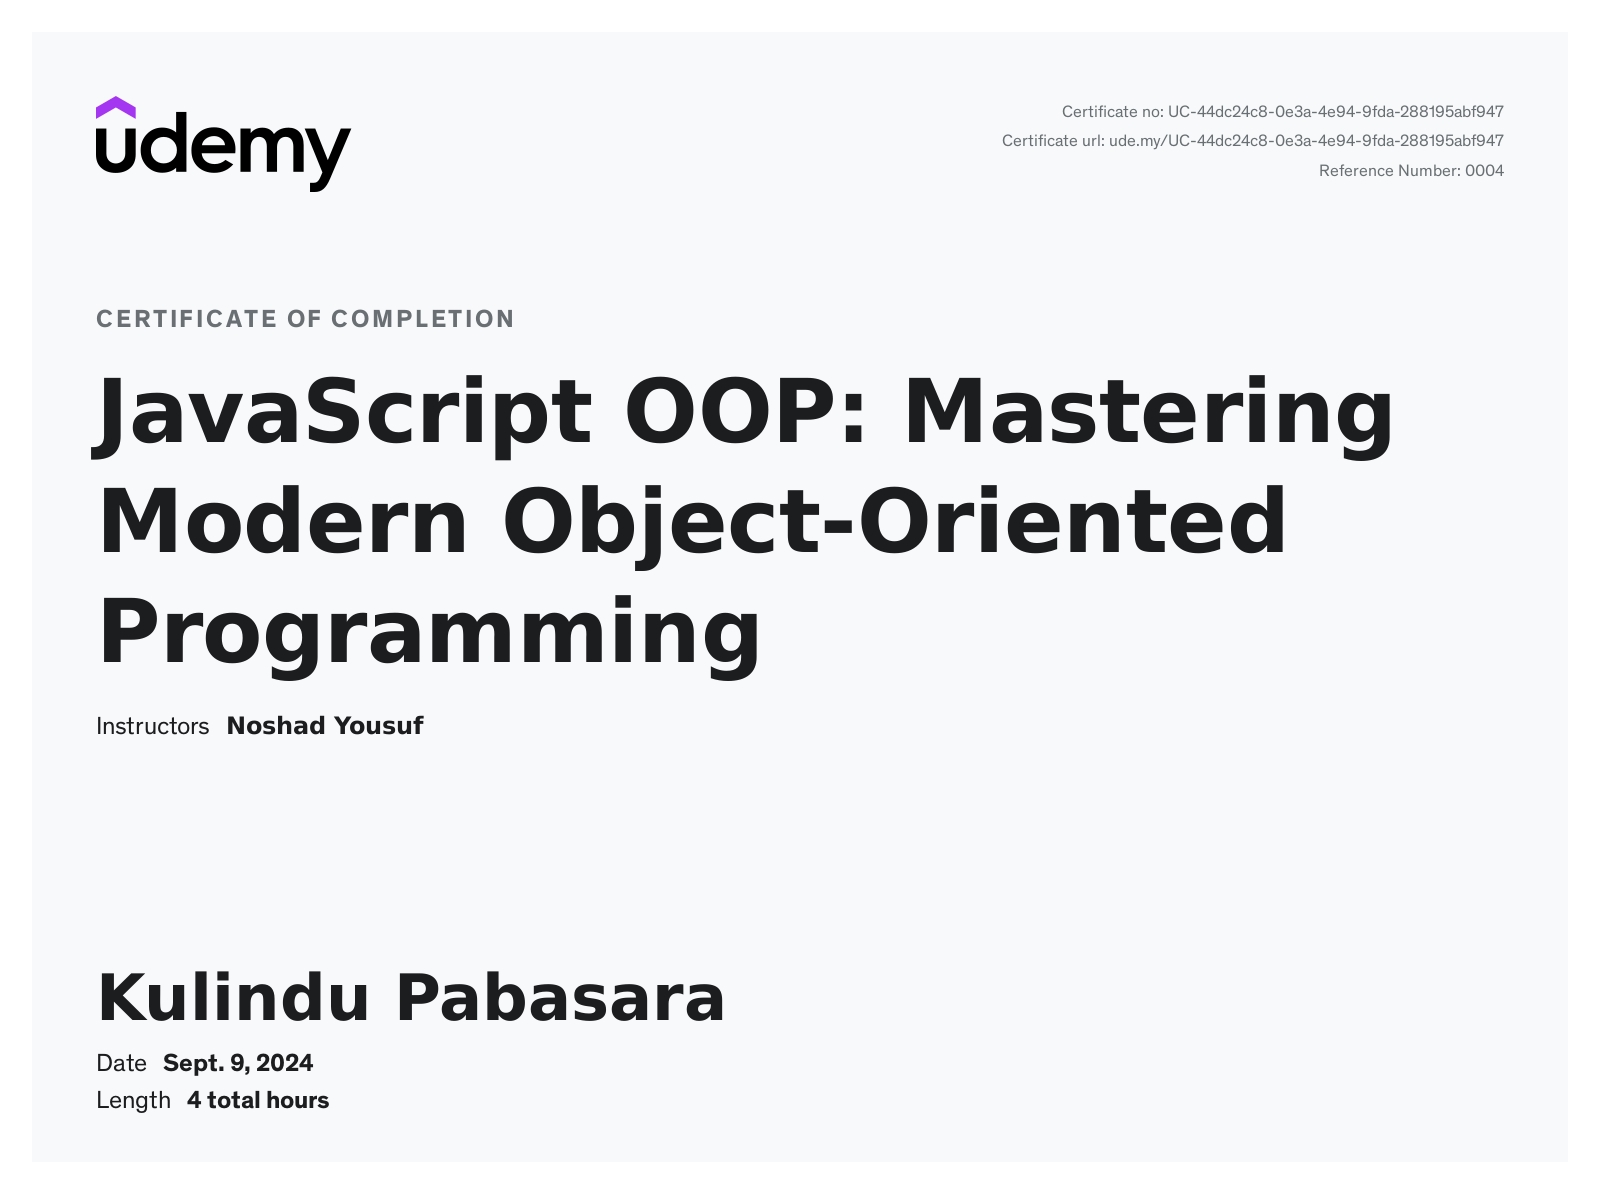 udemy
Certificate no: UC-44dc24c8-0e3a-4e94-9fda-288195abf947
Certificate url: ude.my/UC-44dc24c8-0e3a-4e94-9fda-288195abf947
Reference Number: 0004
CERTIFICATE OF COMPLETION
JavaScript OOP: Mastering
Modern Object-Oriented
Programming
Instructors Noshad Yousuf
Kulindu Pabasara
Date Sept. 9, 2024
Length 4 total hours